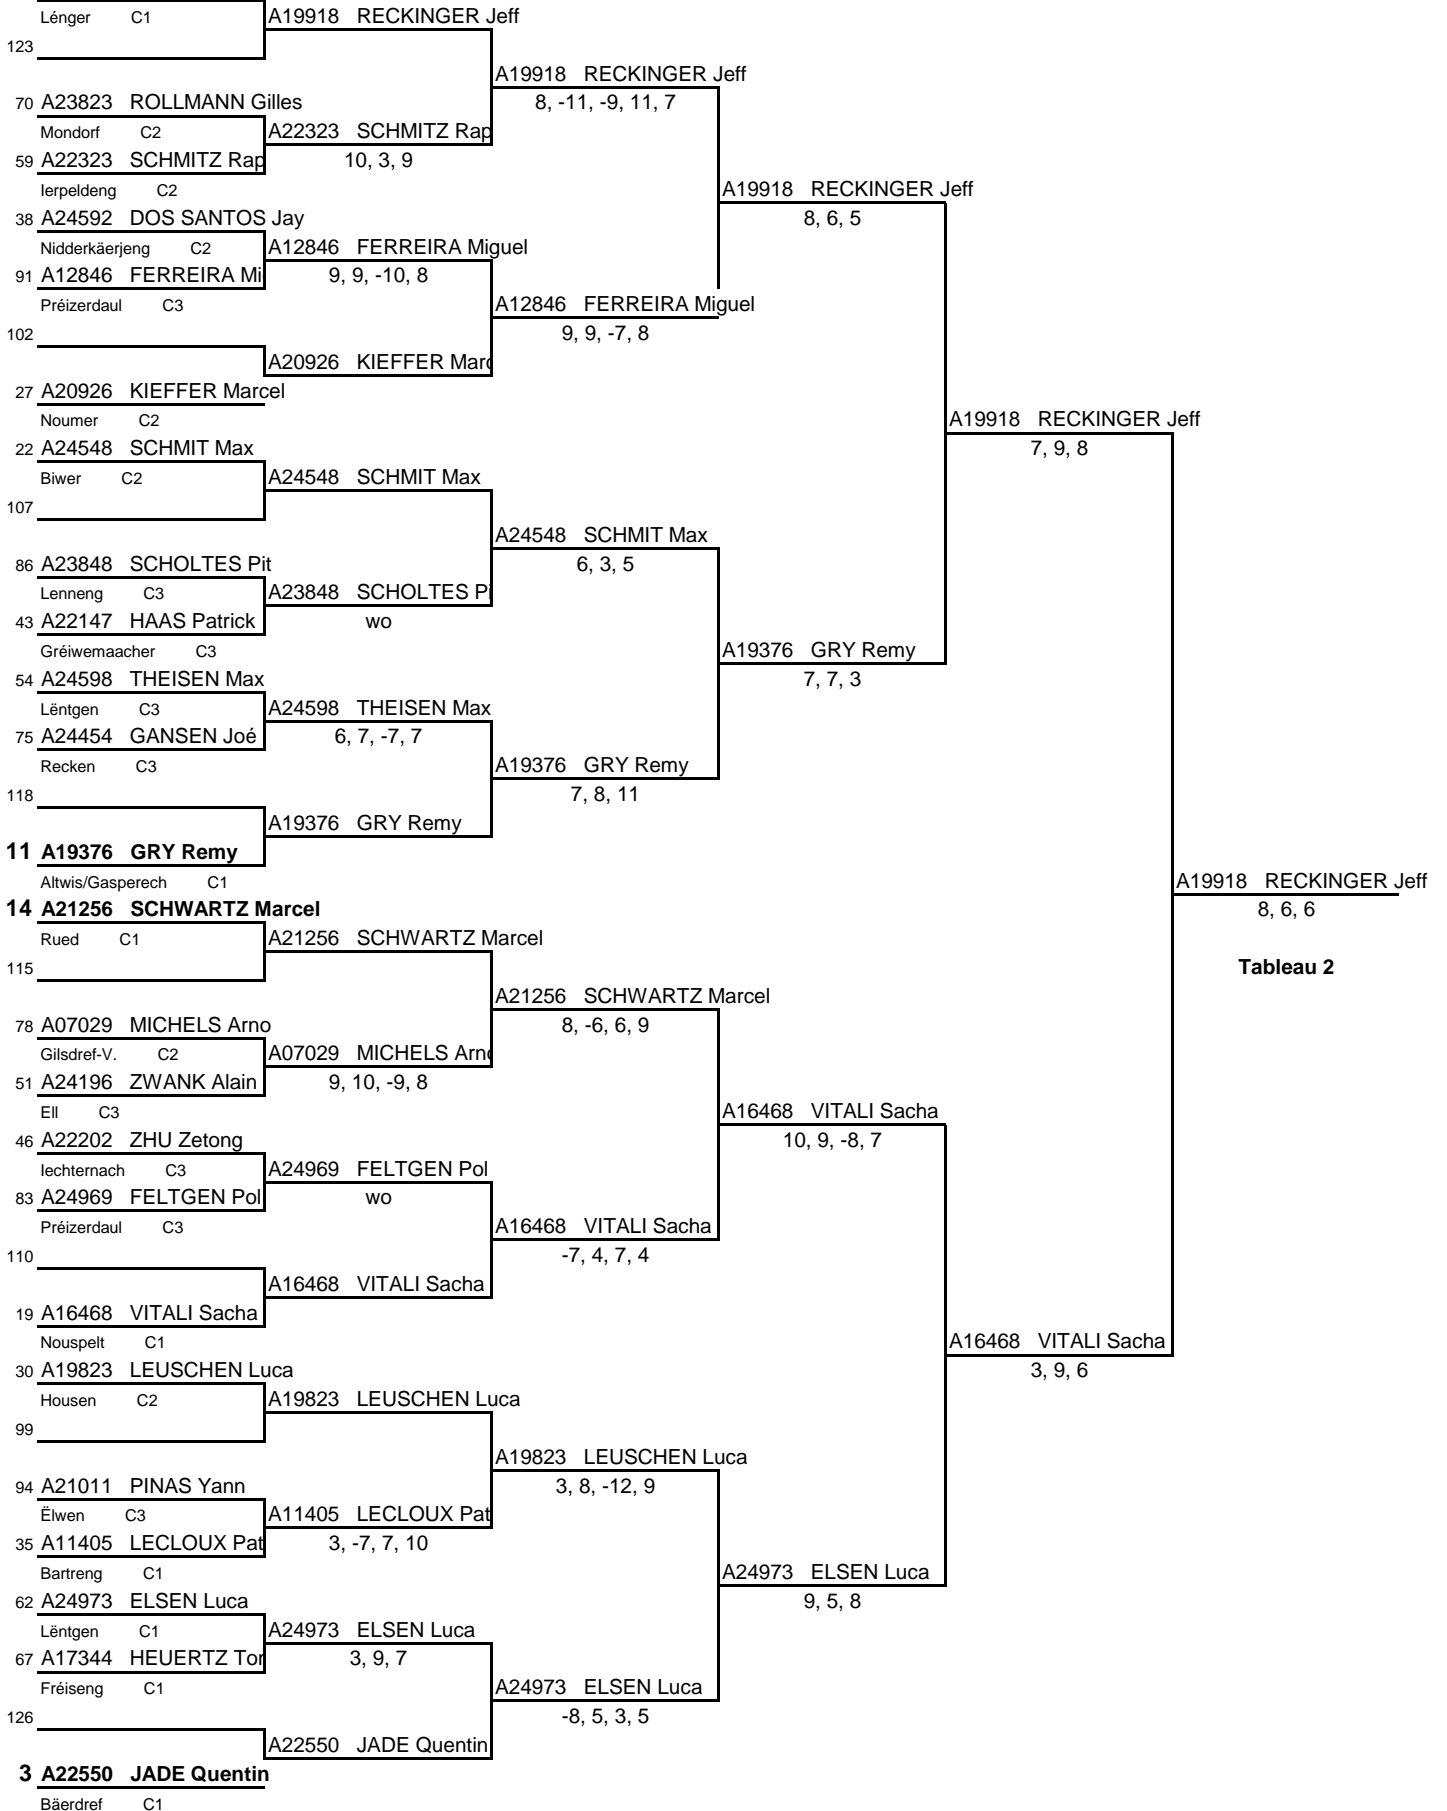 Lénger C1 A19918 RECKINGER Jeff
123
A19918 RECKINGER Jeff
70 A23823 ROLLMANN Gilles 8, -11, -9, 11, 7
Mondorf C2 A22323 SCHMITZ Rap
59 A22323 SCHMITZ Rap 10, 3, 9
Ierpeldeng C2 A19918 RECKINGER Jeff
38 A24592 DOS SANTOS Jay 8, 6, 5
Nidderkäerjeng C2 A12846 FERREIRA Miguel
91 A12846 FERREIRA Mi 9, 9, -10, 8
Préizerdaul C3 A12846 FERREIRA Miguel
102 9, 9, -7, 8
A20926 KIEFFER Marc
27 A20926 KIEFFER Marcel
Noumer C2 A19918 RECKINGER Jeff
22 A24548 SCHMIT Max 7, 9, 8
Biwer C2 A24548 SCHMIT Max
107
A24548 SCHMIT Max
86 A23848 SCHOLTES Pit 6, 3, 5
Lenneng C3 A23848 SCHOLTES Pi
43 A22147 HAAS Patrick wo
Gréiwemaacher C3 A19376 GRY Remy
54 A24598 THEISEN Max 7, 7, 3
Lëntgen C3 A24598 THEISEN Max
75 A24454 GANSEN Joé 6, 7, -7, 7
Recken C3 A19376 GRY Remy
118 7, 8, 11
A19376 GRY Remy
11 A19376 GRY Remy
Altwis/Gasperech C1 A19918 RECKINGER Jeff
14 A21256 SCHWARTZ Marcel 8, 6, 6
Rued C1 A21256 SCHWARTZ Marcel
115 Tableau 2
A21256 SCHWARTZ Marcel
78 A07029 MICHELS Arno 8, -6, 6, 9
Gilsdref-V. C2 A07029 MICHELS Arno
51 A24196 ZWANK Alain 9, 10, -9, 8
Ell C3 A16468 VITALI Sacha
46 A22202 ZHU Zetong 10, 9, -8, 7
Iechternach C3 A24969 FELTGEN Pol
83 A24969 FELTGEN Pol wo
Préizerdaul C3 A16468 VITALI Sacha
110 -7, 4, 7, 4
A16468 VITALI Sacha
19 A16468 VITALI Sacha
Nouspelt C1 A16468 VITALI Sacha
30 A19823 LEUSCHEN Luca 3, 9, 6
Housen C2 A19823 LEUSCHEN Luca
99
A19823 LEUSCHEN Luca
94 A21011 PINAS Yann 3, 8, -12, 9
Ëlwen C3 A11405 LECLOUX Pat
35 A11405 LECLOUX Pat 3, -7, 7, 10
Bartreng C1 A24973 ELSEN Luca
62 A24973 ELSEN Luca 9, 5, 8
Lëntgen C1 A24973 ELSEN Luca
67 A17344 HEUERTZ Tom 3, 9, 7
Fréiseng C1 A24973 ELSEN Luca
126 -8, 5, 3, 5
A22550 JADE Quentin
3 A22550 JADE Quentin
Bäerdref C1